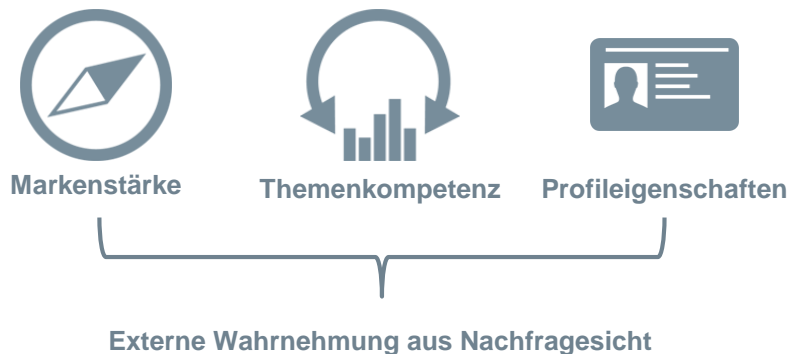 Markenstärke
Themenkompetenz
Profileigenschaften
Externe Wahrnehmung aus Nachfragesicht